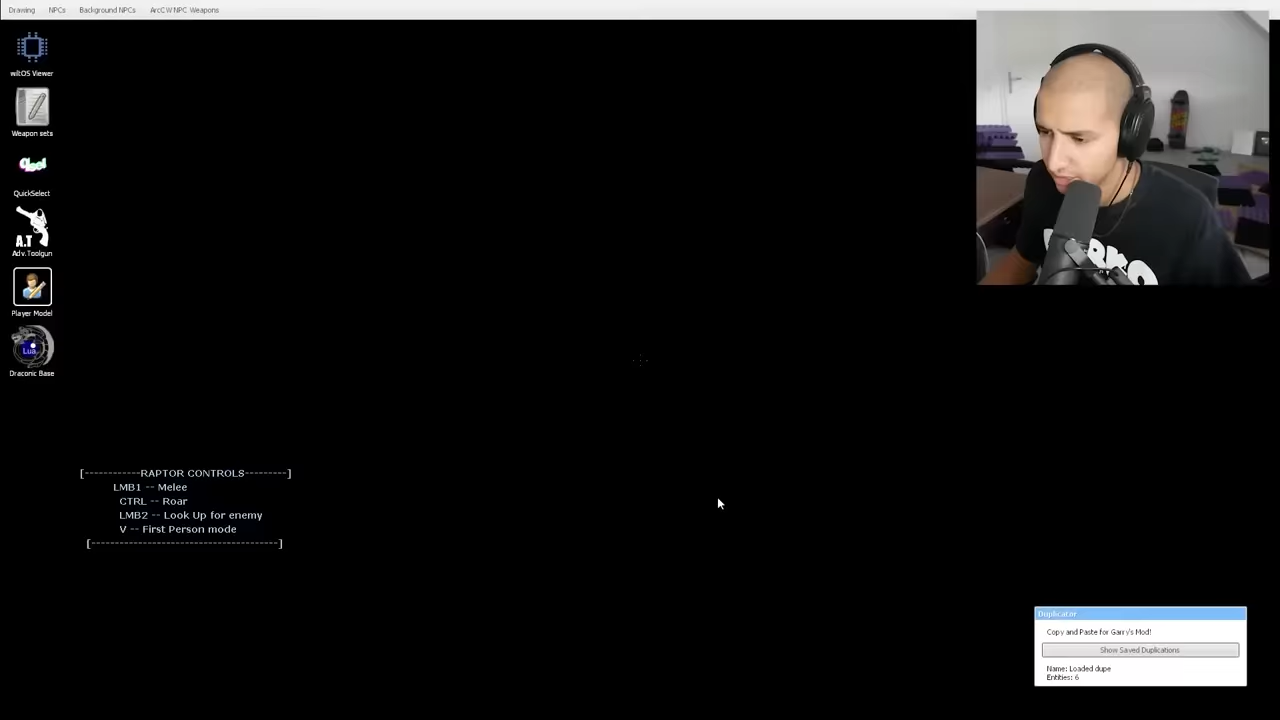 Drawing NPCs Background NPCs ArcCW NPC Weapons
wiltOS Viewer
Weapon sets
QuickSelect
A.T
Adv.Toolgun
Player Model
Lua
Draconic Base
[------------RAPTOR CONTROLS---------]
LMB1 -- Melee
CTRL -- Roar
LMB2 -- Look Up for enemy
V -- First Person mode
[----------------------------------------]
Duplicator
Copy and Paste for Garry's Mod!
Show Saved Duplications
Name: Loaded dupe
Entities: 6